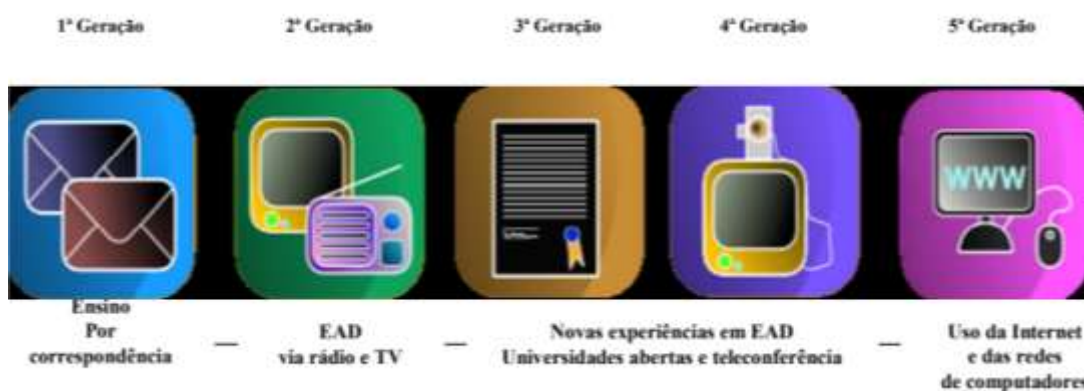 1ª Geração
2ª Geração
3ª Geração
4ª Geração
5ª Geração
WWW
Ensino
Por
correspondência
—
EAD
via rádio e TV
—
Novas experiências em EAD
Universidades abertas e teleconferência
—
Uso da Internet
e das redes
de computadores